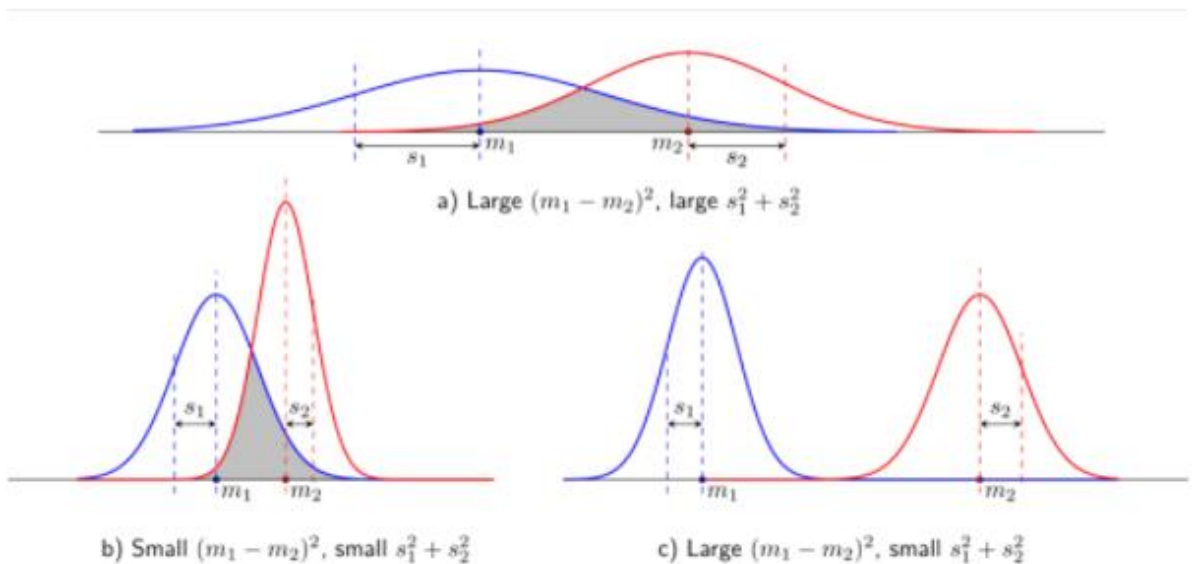 m₁ m₂
s₁ s₂
a) Large (m₁ − m₂)², large s₁² + s₂²
s₁ s₂
s₁ s₂
m₁ m₂
m₁ m₂
b) Small (m₁ − m₂)², small s₁² + s₂²
c) Large (m₁ − m₂)², small s₁² + s₂²